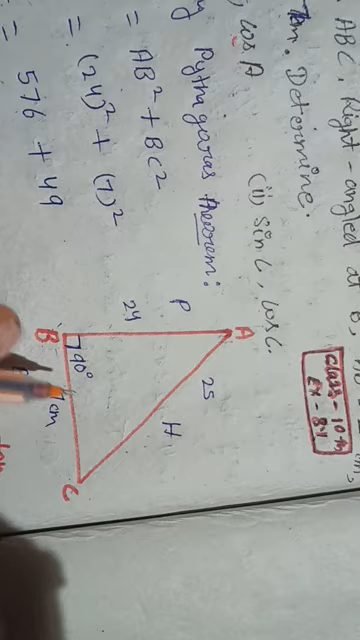 ABC, Right - angled at B,
7cm. Determine.
cos A (ii) sin C, cos C.
Pythagoras theorem:
= AB² + BC²
= (24)² + (7)²
= 576 + 49
Class - 10th
EX - 8.1
A
P
24
25
H
B
90°
7cm
C